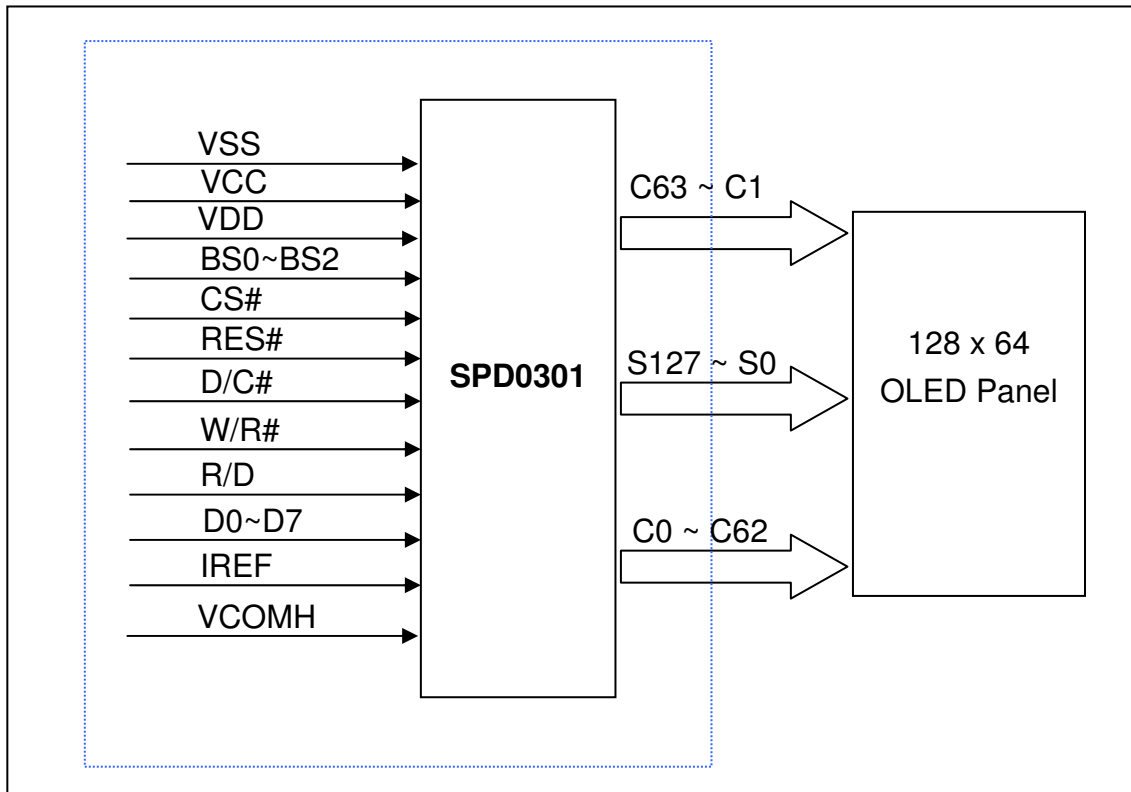 VSS
VCC
VDD
BS0~BS2
CS#
RES#
D/C#
W/R#
R/D
D0~D7
IREF
VCOMH
SPD0301
C63 ~ C1
S127 ~ S0
C0 ~ C62
128 x 64
OLED Panel